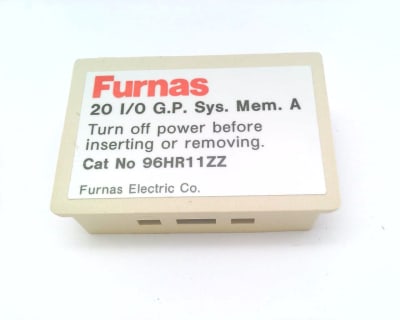 Furnas
20 I/O G.P. Sys. Mem. A
Turn off power before
inserting or removing.
Cat No 96HR11ZZ
Furnas Electric Co.